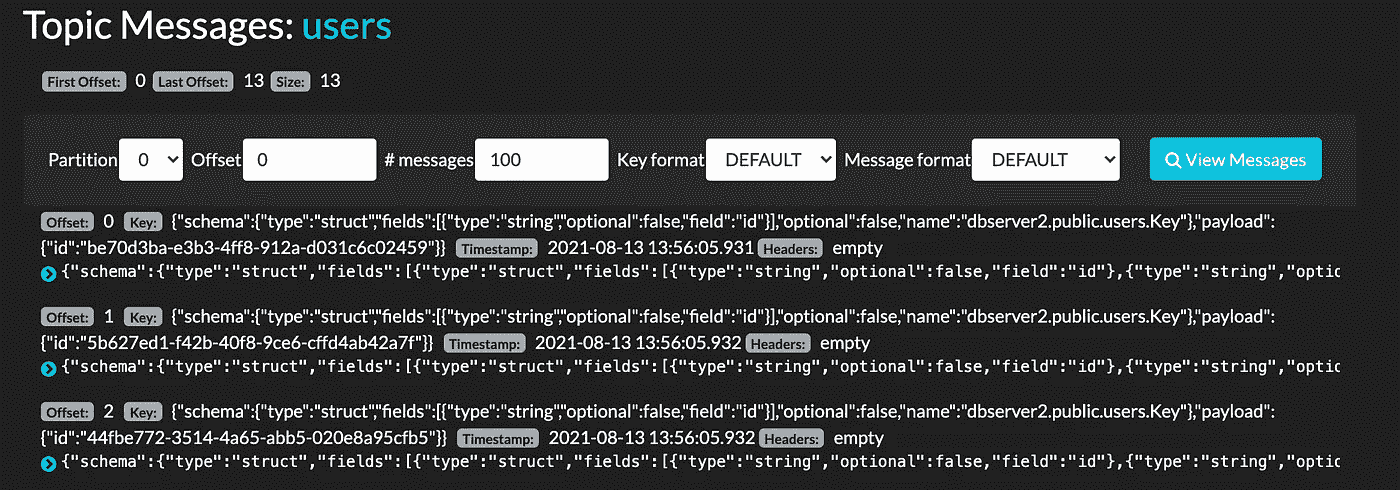 Topic Messages: users
First Offset: 0 Last Offset: 13 Size: 13
Partition 0 Offset 0 # messages 100 Key format DEFAULT Message format DEFAULT View Messages
Offset: 0 Key: {"schema":{"type":"struct","fields":[{"type":"string","optional":false,"field":"id"}],"optional":false,"name":"dbserver2.public.users.Key"},"payload":
{"id":"be70d3ba-e3b3-4ff8-912a-d031c6c02459"}} Timestamp: 2021-08-13 13:56:05.931 Headers: empty
{"schema":{"type":"struct","fields":[{"type":"struct","fields":[{"type":"string","optional":false,"field":"id"},{"type":"string","optic
Offset: 1 Key: {"schema":{"type":"struct","fields":[{"type":"string","optional":false,"field":"id"}],"optional":false,"name":"dbserver2.public.users.Key"},"payload":
{"id":"5b627ed1-f42b-40f8-9ce6-cffd4ab42a7f"}} Timestamp: 2021-08-13 13:56:05.932 Headers: empty
{"schema":{"type":"struct","fields":[{"type":"struct","fields":[{"type":"string","optional":false,"field":"id"},{"type":"string","optic
Offset: 2 Key: {"schema":{"type":"struct","fields":[{"type":"string","optional":false,"field":"id"}],"optional":false,"name":"dbserver2.public.users.Key"},"payload":
{"id":"44fbe772-3514-4a65-abb5-020e8a95cfb5"}} Timestamp: 2021-08-13 13:56:05.932 Headers: empty
{"schema":{"type":"struct","fields":[{"type":"struct","fields":[{"type":"string","optional":false,"field":"id"},{"type":"string","optic